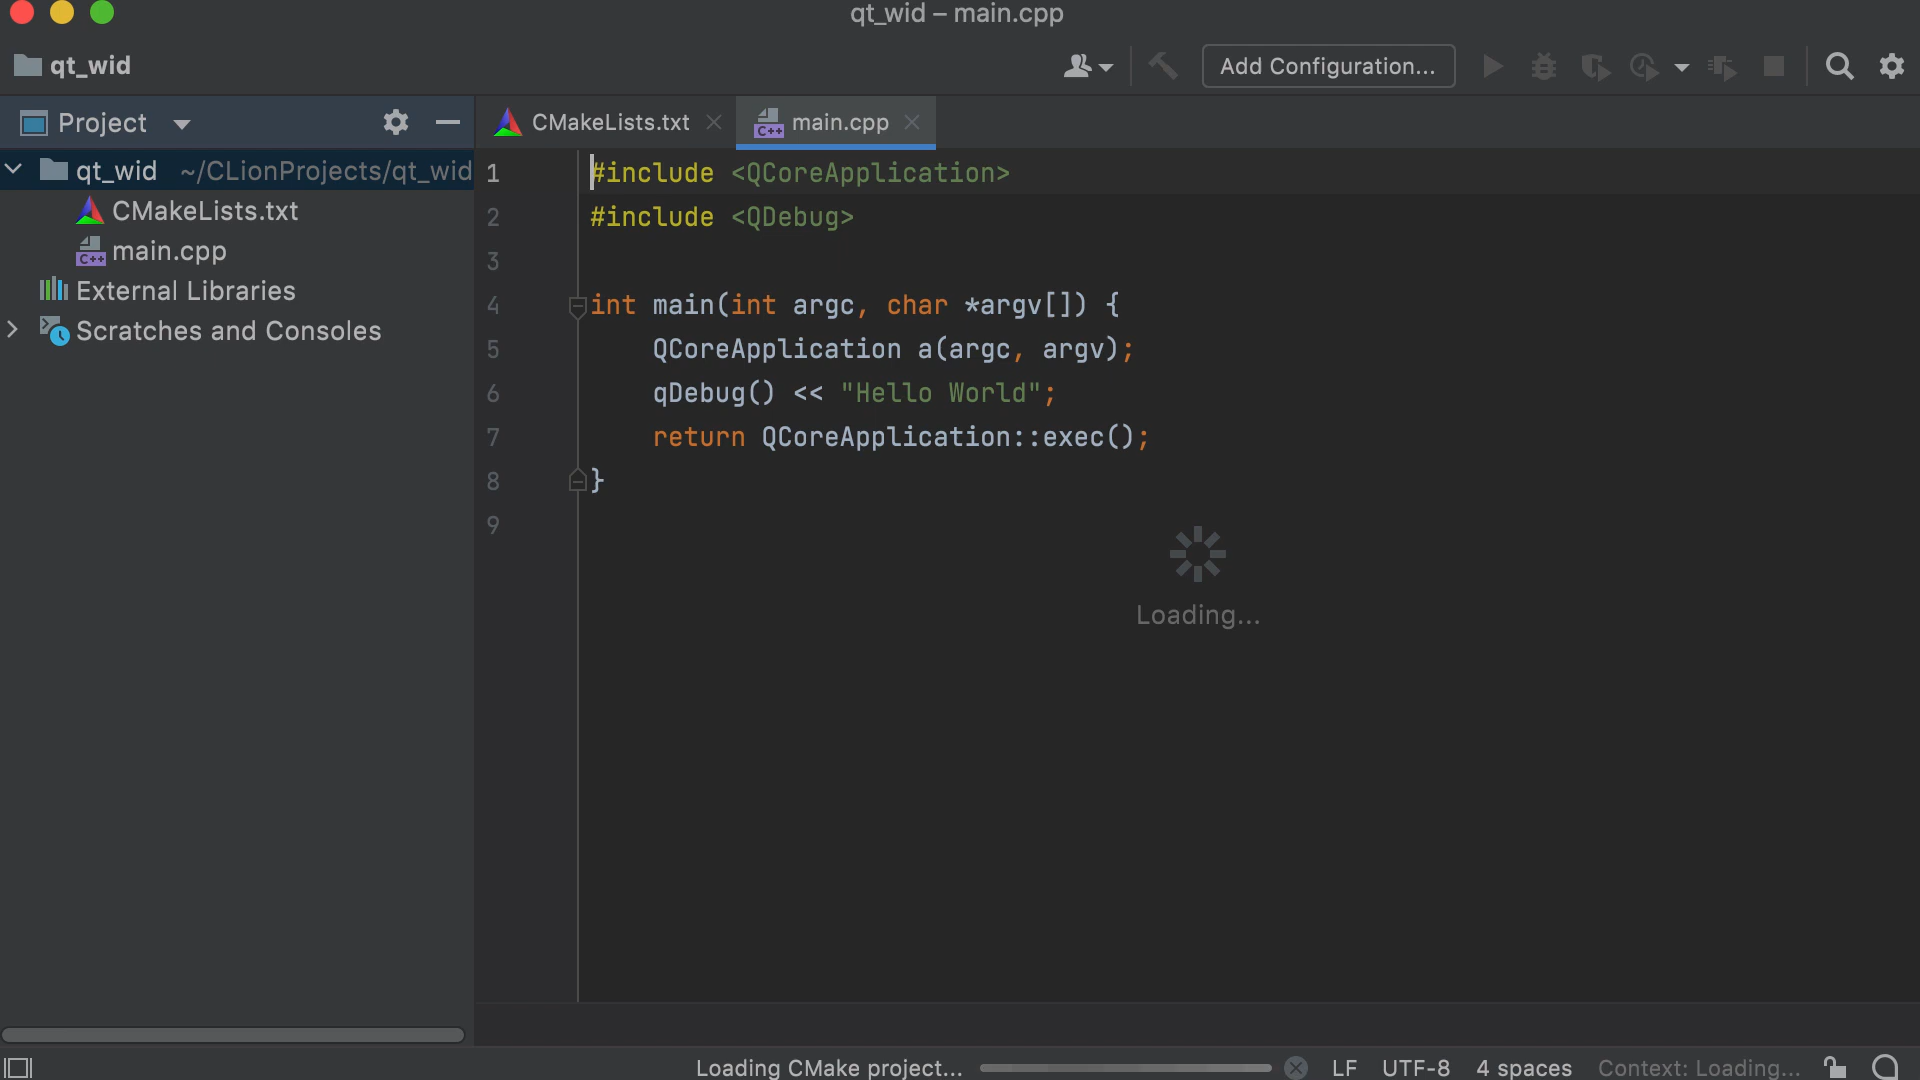 qt_wid – main.cpp
qt_wid
Add Configuration...
Project
CMakeLists.txt
main.cpp
qt_wid ~/CLionProjects/qt_wid
CMakeLists.txt
main.cpp
External Libraries
Scratches and Consoles
1 #include <QCoreApplication>
2 #include <QDebug>
3
4 int main(int argc, char *argv[]) {
5 QCoreApplication a(argc, argv);
6 qDebug() << "Hello World";
7 return QCoreApplication::exec();
8 }
9
Loading...
Loading CMake project... LF UTF-8 4 spaces Context: Loading...